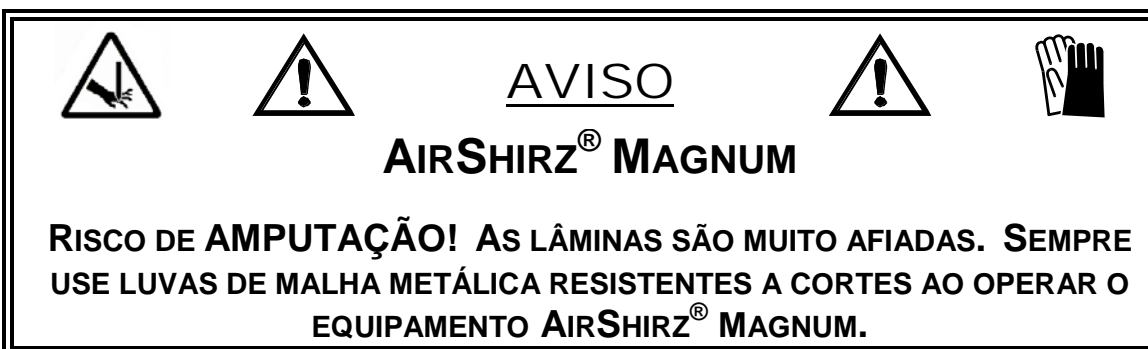 AVISO
AIRSHIRZ® MAGNUM
RISCO DE AMPUTAÇÃO! AS LÂMINAS SÃO MUITO AFIADAS. SEMPRE
USE LUVAS DE MALHA METÁLICA RESISTENTES A CORTES AO OPERAR O
EQUIPAMENTO AIRSHIRZ® MAGNUM.